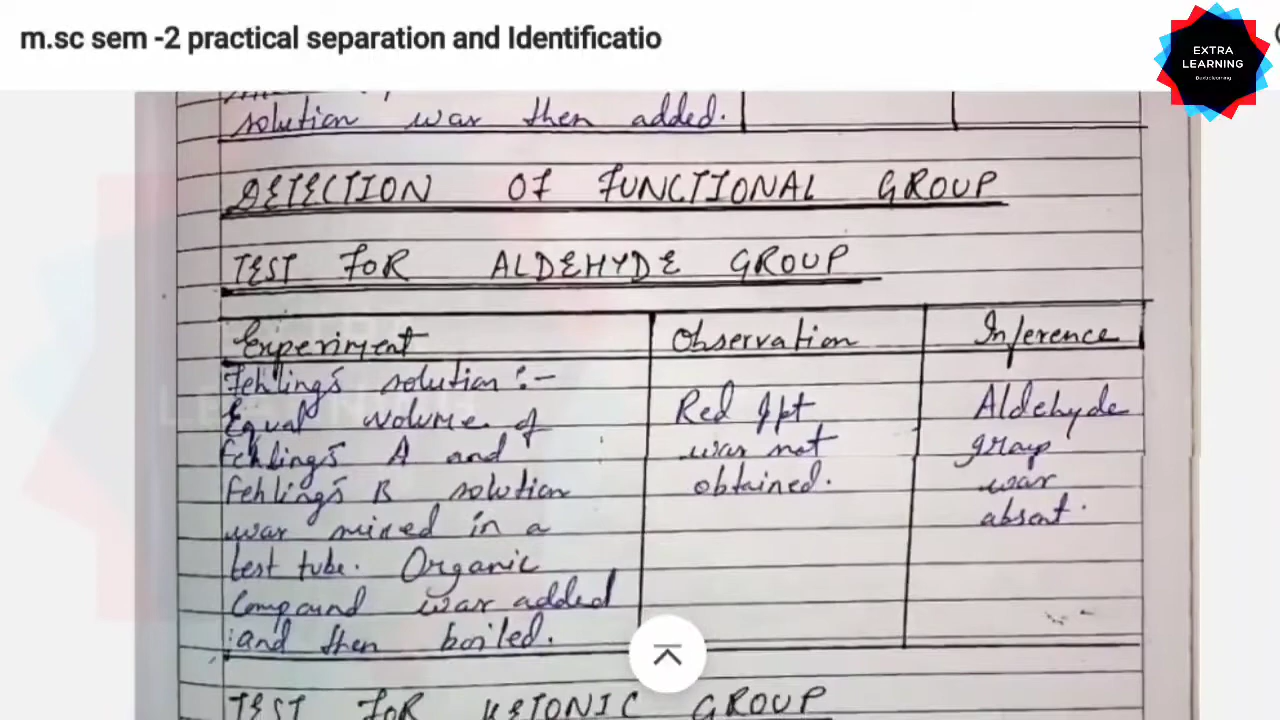 m.sc sem -2 practical separation and Identificatio
EXTRA
LEARNING
solution was then added.
DETECTION OF FUNCTIONAL GROUP
TEST FOR ALDEHYDE GROUP
Experiment Observation Inference
Fehling's solution :-
Equal volume of Red ppt Aldehyde
Fehling's A and was not group
Fehling's B solution obtained. was
was mixed in a absent.
test tube. Organic
Compound was added
and then boiled.
TEST FOR KETONIC GROUP